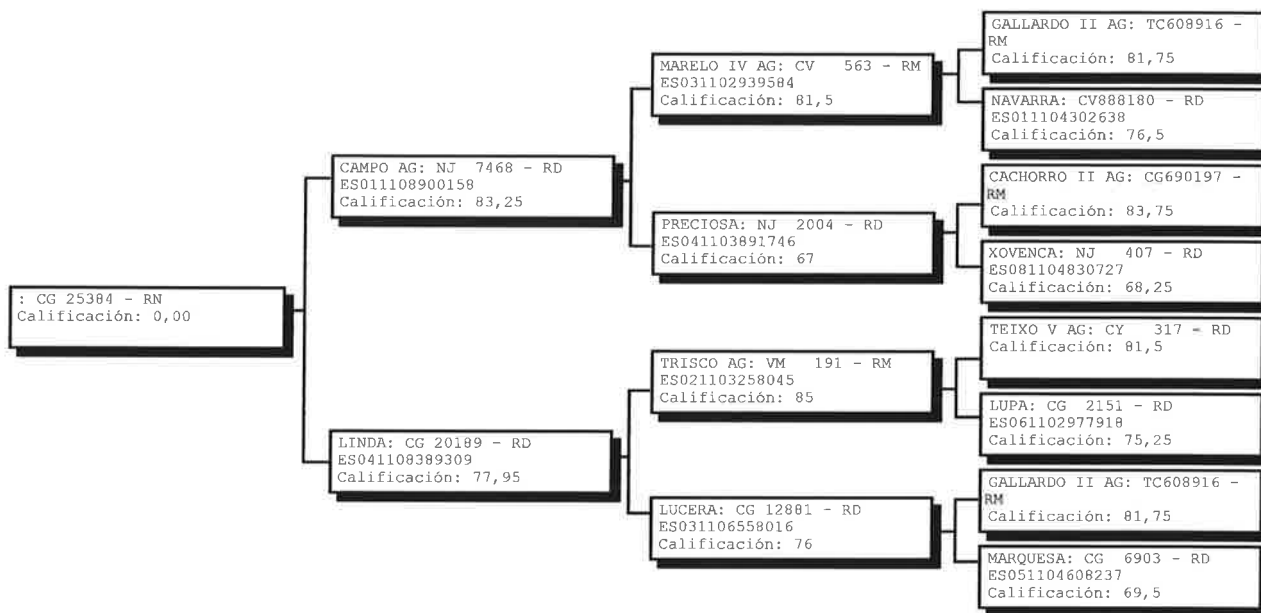 : CG 25384 - RN
Calificación: 0,00
CAMPO AG: NJ 7468 - RD
ES011108900158
Calificación: 83,25
LINDA: CG 20189 - RD
ES041108389309
Calificación: 77,95
MARELO IV AG: CV 563 - RM
ES031102939584
Calificación: 81,5
PRECIOSA: NJ 2004 - RD
ES041103891746
Calificación: 67
TRISCO AG: VM 191 - RM
ES021103258045
Calificación: 85
LUCERA: CG 12881 - RD
ES031106558016
Calificación: 76
GALLARDO II AG: TC608916 -
RM
Calificación: 81,75
NAVARRA: CV888180 - RD
ES011104302638
Calificación: 76,5
CACHORRO II AG: CG690197 -
RM
Calificación: 83,75
XOVENCA: NJ 407 - RD
ES081104830727
Calificación: 68,25
TEIXO V AG: CY 317 - RD
Calificación: 81,5
LUPA: CG 2151 - RD
ES061102977918
Calificación: 75,25
GALLARDO II AG: TC608916 -
RM
Calificación: 81,75
MARQUESA: CG 6903 - RD
ES051104608237
Calificación: 69,5